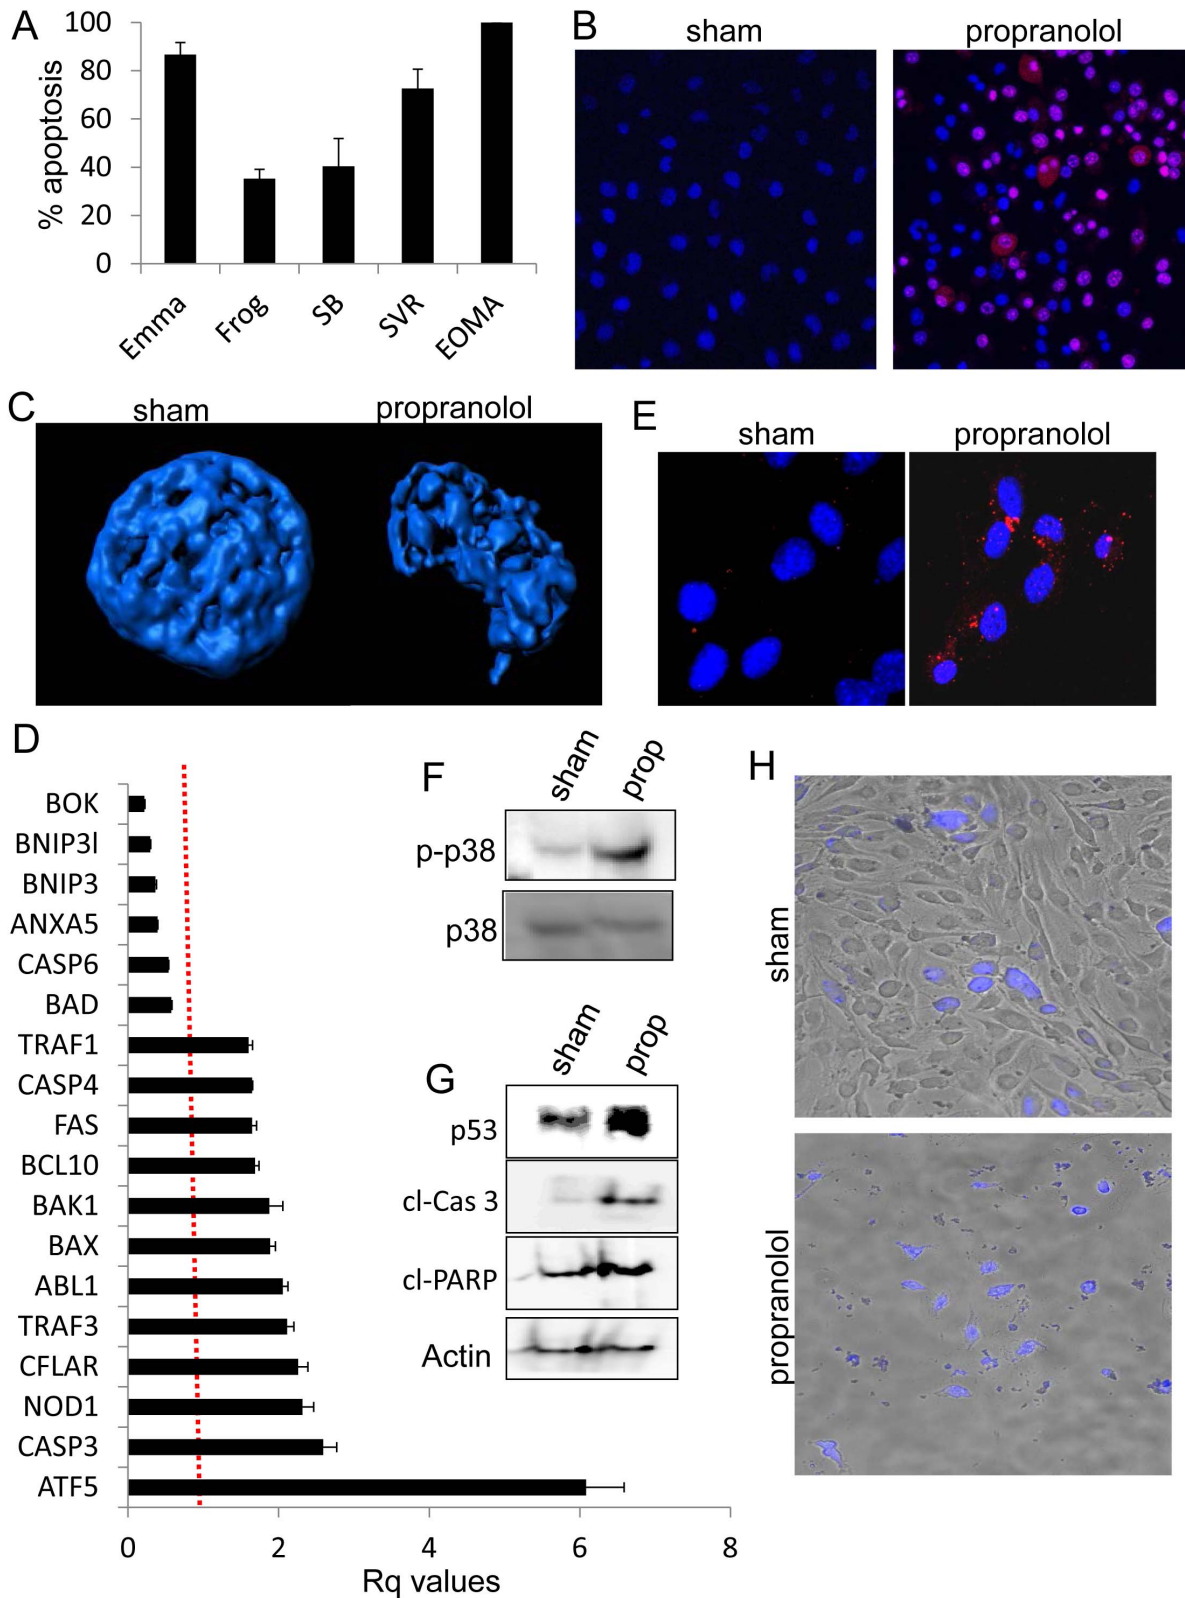 A
% apoptosis
100
80
60
40
20
0
Emma
Frog
SB
SVR
EOMA
B
sham
propranolol
C
sham
propranolol
E
sham
propranolol
D
BOK
BNIP3l
BNIP3
ANXA5
CASP6
BAD
TRAF1
CASP4
FAS
BCL10
BAK1
BAX
ABL1
TRAF3
CFLAR
NOD1
CASP3
ATF5
0
2
4
6
8
Rq values
F
sham
prop
p-p38
p38
G
sham
prop
p53
cl-Cas 3
cl-PARP
Actin
H
sham
propranolol